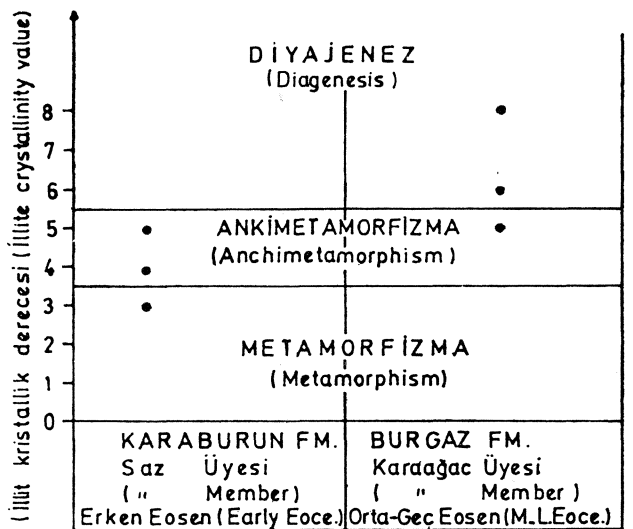 (İllit kristallik derecesi (İllite crystallinity value)
DİYAJENEZ
(Diagenesis)
8
7
6
5
4
3
2
1
0
ANKİMETAMORFİZMA
(Anchimetamorphism)
METAMORFİZMA
(Metamorphism)
KARABURUN FM.
Saz Üyesi
( " Member)
Erken Eosen (Early Eoce.)
BURGAZ FM.
Karaağac Üyesi
( " Member)
Orta-Geç Eosen (M.L.Eoce.)